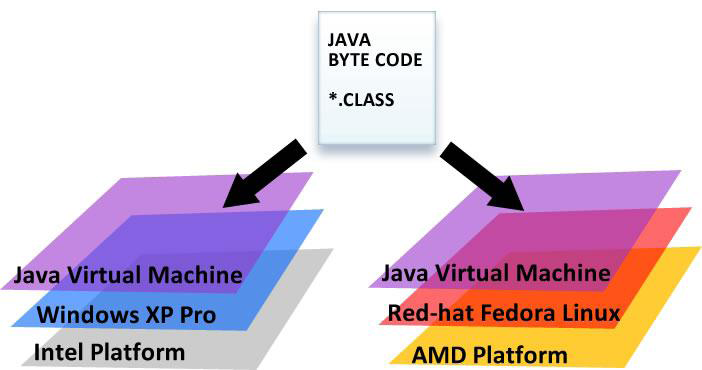 JAVA
BYTE CODE
*.CLASS
Java Virtual Machine
Windows XP Pro
Intel Platform
Java Virtual Machine
Red-hat Fedora Linux
AMD Platform